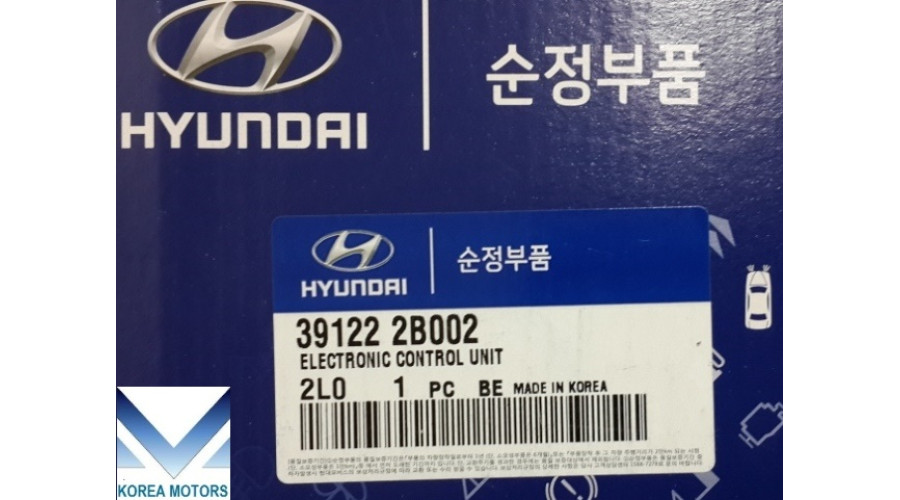 HYUNDAI
순정부품
HYUNDAI
순정부품
39122 2B002
ELECTRONIC CONTROL UNIT
2L0 1 PC BE MADE IN KOREA
KOREA MOTORS